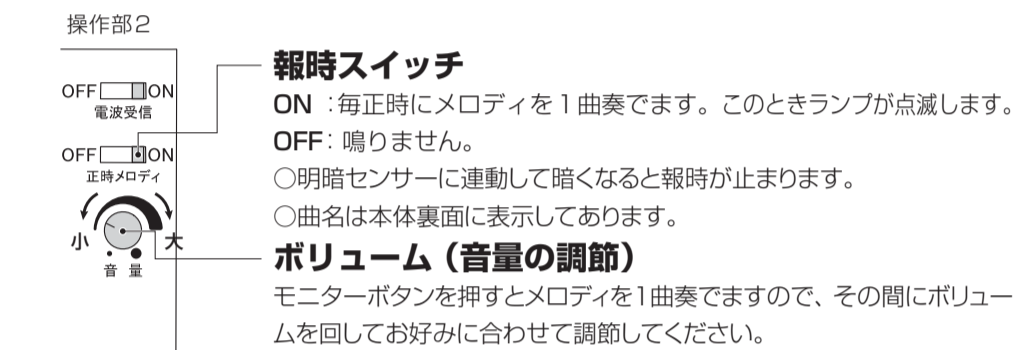 操作部2
OFF ON
電波受信
OFF ON
正時メロディ
小 大
音量
報時スイッチ
ON ：毎正時にメロディを1曲奏でます。このときランプが点滅します。
OFF：鳴りません。
○明暗センサーに連動して暗くなると報時が止まります。
○曲名は本体裏面に表示してあります。
ボリューム（音量の調節）
モニターボタンを押すとメロディを1曲奏でますので、その間にボリュー
ムを回してお好みに合わせて調節してください。